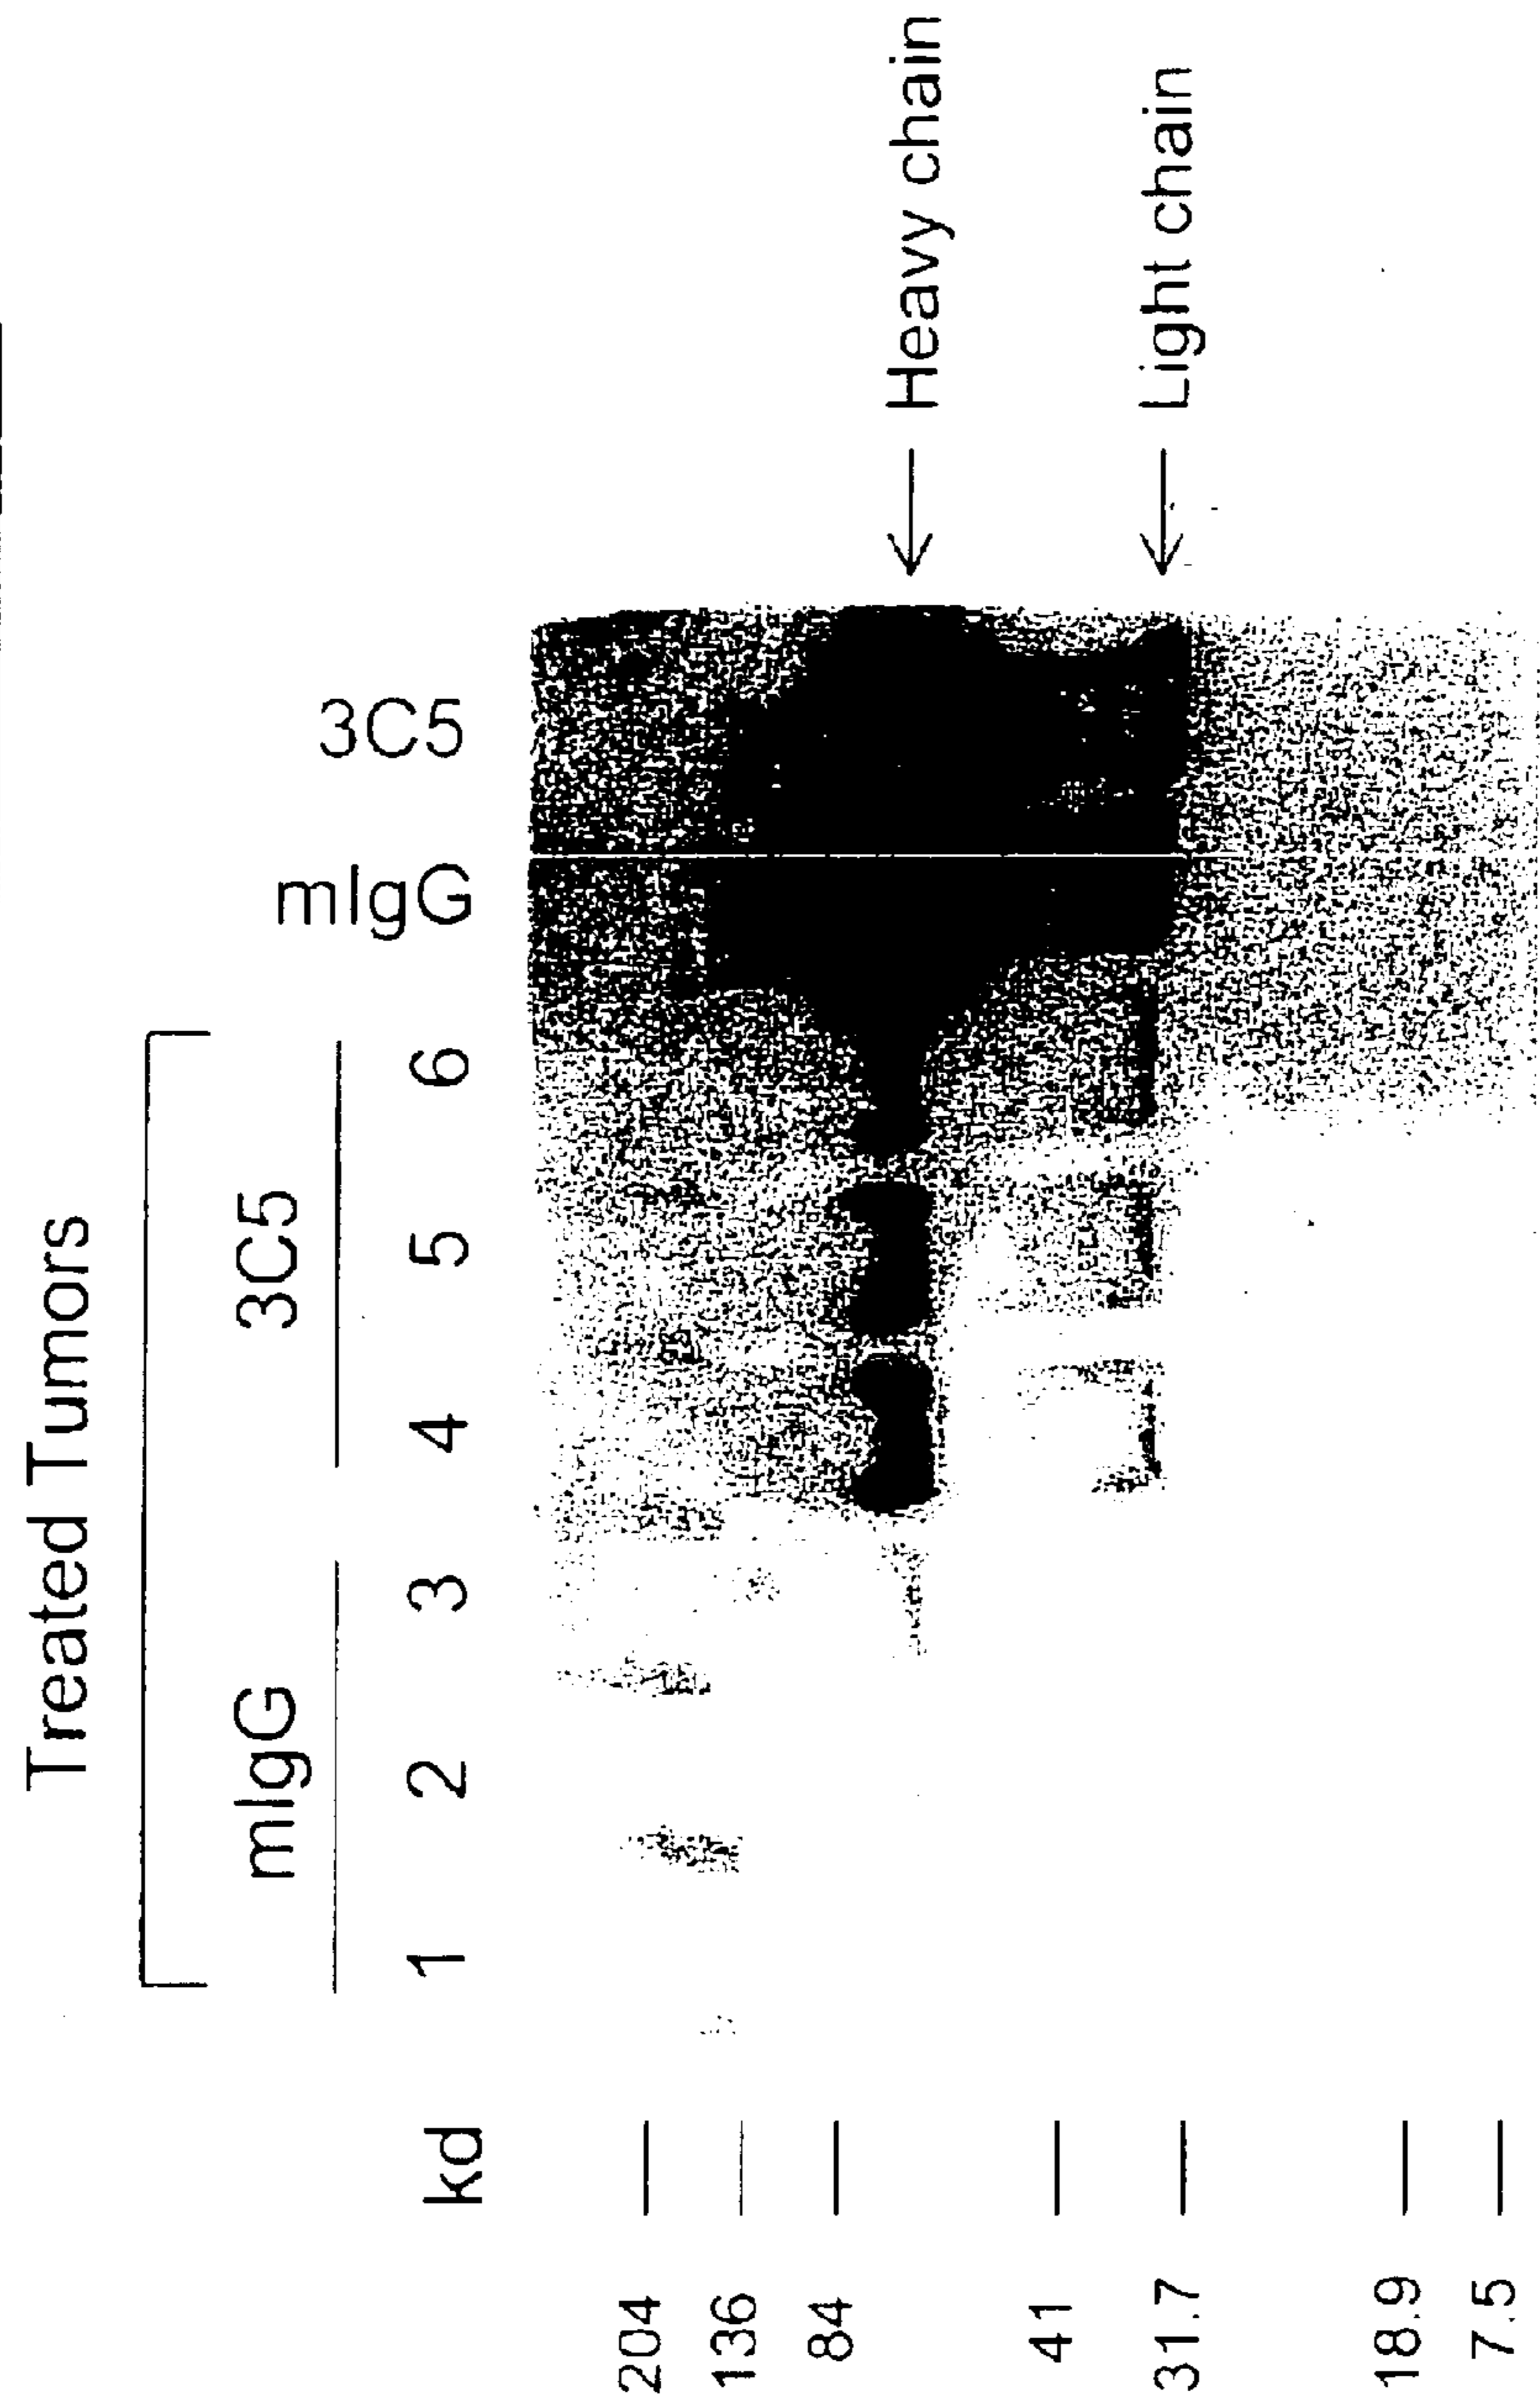 Treated Tumors
mIgG 3C5
kd 1 2 3 4 5 6 mIgG 3C5
204
136
84
Heavy chain
41
31.7
Light chain
18.9
7.5